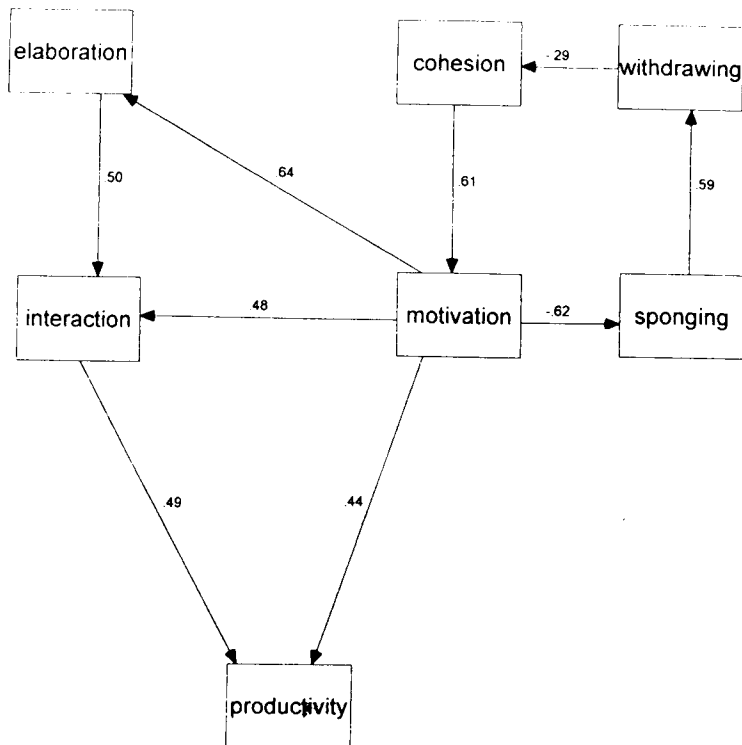 elaboration
cohesion
-.29
withdrawing
.50
.64
.61
.59
interaction
.48
motivation
-.62
sponging
.49
.44
productivity